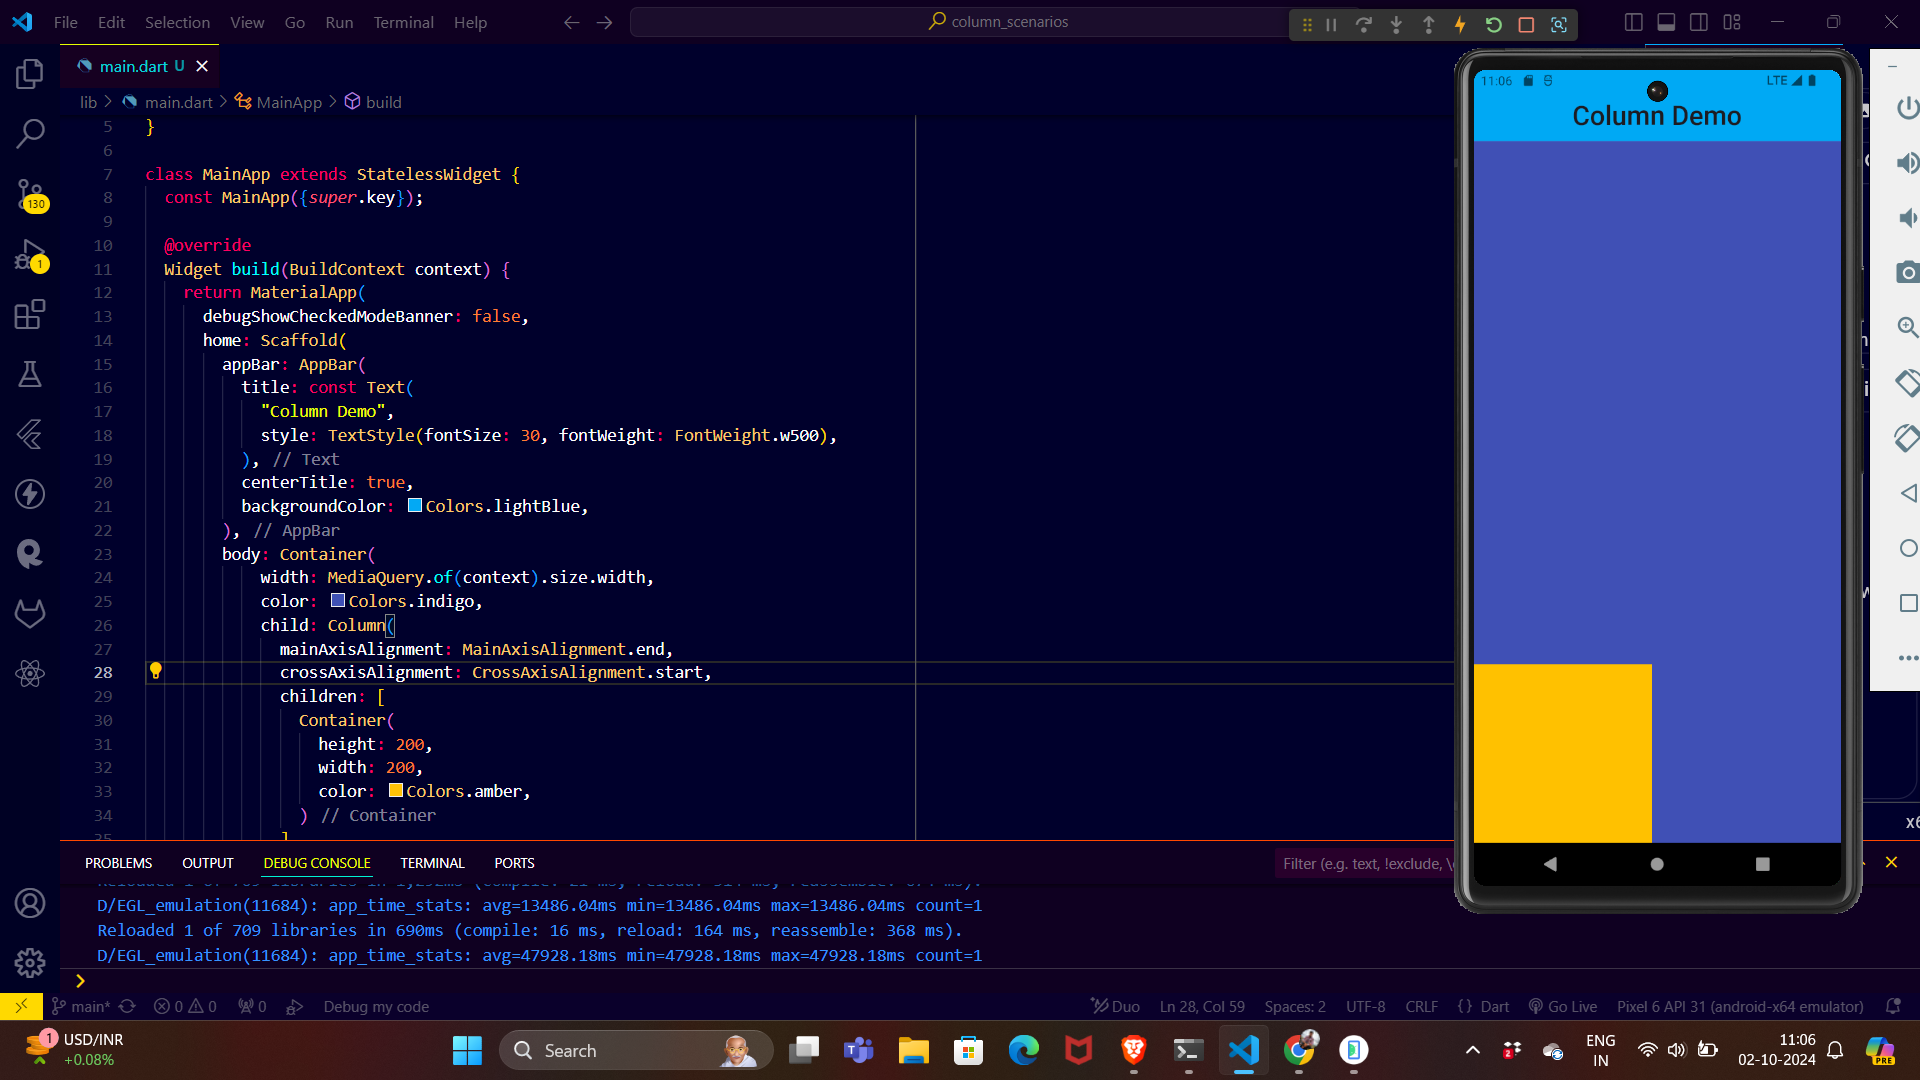 File Edit Selection View Go Run Terminal Help
column_scenarios
main.dart U
lib > main.dart > MainApp > build
5 }
6
7 class MainApp extends StatelessWidget {
8 const MainApp({super.key});
9
10 @override
11 Widget build(BuildContext context) {
12 return MaterialApp(
13 debugShowCheckedModeBanner: false,
14 home: Scaffold(
15 appBar: AppBar(
16 title: const Text(
17 "Column Demo",
18 style: TextStyle(fontSize: 30, fontWeight: FontWeight.w500),
19 ), // Text
20 centerTitle: true,
21 backgroundColor: Colors.lightBlue,
22 ), // AppBar
23 body: Container(
24 width: MediaQuery.of(context).size.width,
25 color: Colors.indigo,
26 child: Column(
27 mainAxisAlignment: MainAxisAlignment.end,
28 crossAxisAlignment: CrossAxisAlignment.start,
29 children: [
30 Container(
31 height: 200,
32 width: 200,
33 color: Colors.amber,
34 ) // Container
35 ]
130
1
11:06 LTE
Column Demo
PROBLEMS OUTPUT DEBUG CONSOLE TERMINAL PORTS
Filter (e.g. text, !exclude, \
D/EGL_emulation(11684): app_time_stats: avg=13486.04ms min=13486.04ms max=13486.04ms count=1
Reloaded 1 of 709 libraries in 690ms (compile: 16 ms, reload: 164 ms, reassemble: 368 ms).
D/EGL_emulation(11684): app_time_stats: avg=47928.18ms min=47928.18ms max=47928.18ms count=1
>
main* 0 0 0 Debug my code
Duo Ln 28, Col 59 Spaces: 2 UTF-8 CRLF {} Dart Go Live Pixel 6 API 31 (android-x64 emulator)
1 USD/INR
+0.08%
Search
2
ENG
IN
11:06
02-10-2024
PRE